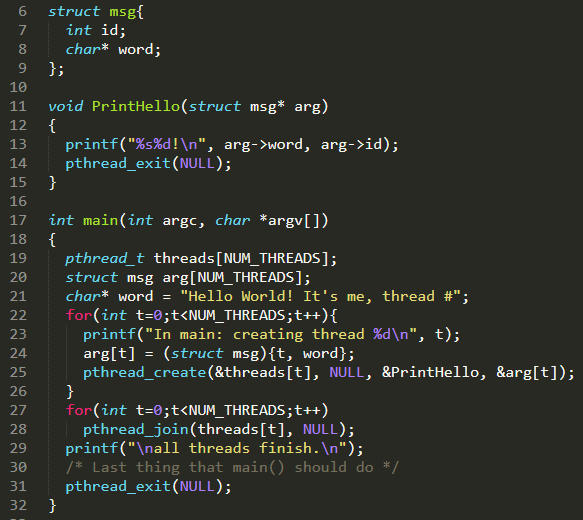 6 struct msg{
7   int id;
8   char* word;
9 };
10
11 void PrintHello(struct msg* arg)
12 {
13   printf("%s%d!\n", arg->word, arg->id);
14   pthread_exit(NULL);
15 }
16
17 int main(int argc, char *argv[])
18 {
19   pthread_t threads[NUM_THREADS];
20   struct msg arg[NUM_THREADS];
21   char* word = "Hello World! It's me, thread #";
22   for(int t=0;t<NUM_THREADS;t++){
23     printf("In main: creating thread %d\n", t);
24     arg[t] = (struct msg){t, word};
25     pthread_create(&threads[t], NULL, &PrintHello, &arg[t]);
26   }
27   for(int t=0;t<NUM_THREADS;t++)
28     pthread_join(threads[t], NULL);
29   printf("\nall threads finish.\n");
30   /* Last thing that main() should do */
31   pthread_exit(NULL);
32 }